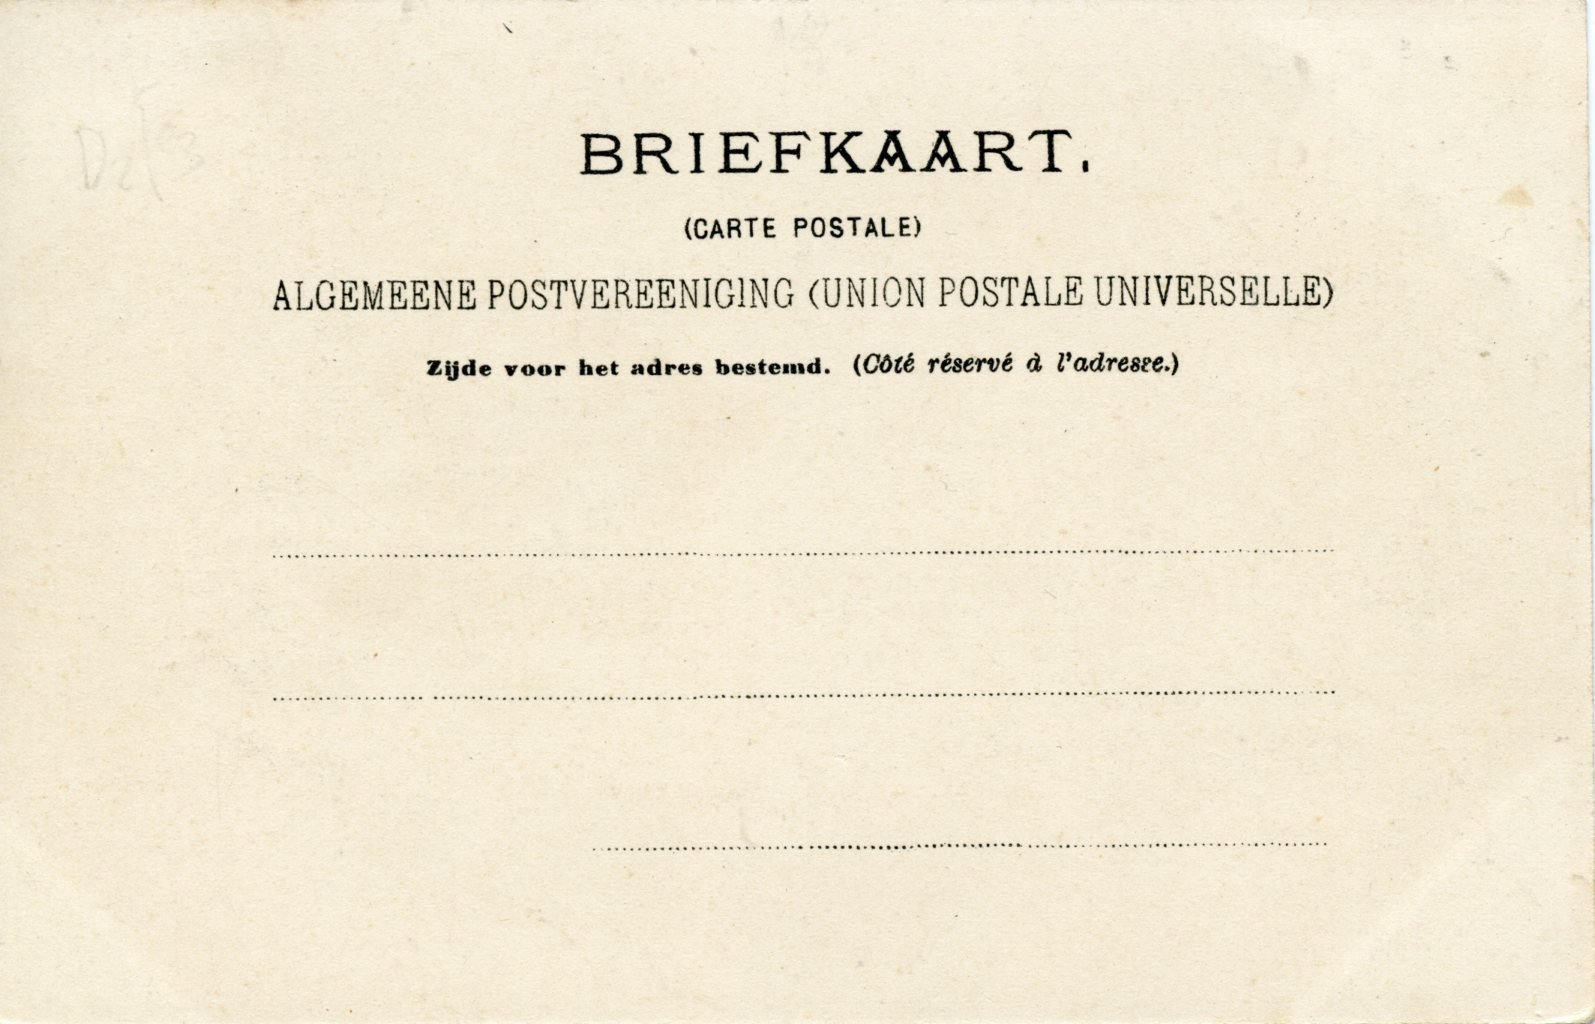 BRIEFKAART.
(CARTE POSTALE)
ALGEMEENE POSTVEREENIGING (UNION POSTALE UNIVERSELLE)
Zijde voor het adres bestemd. (Côté réservé à l'adresse.)